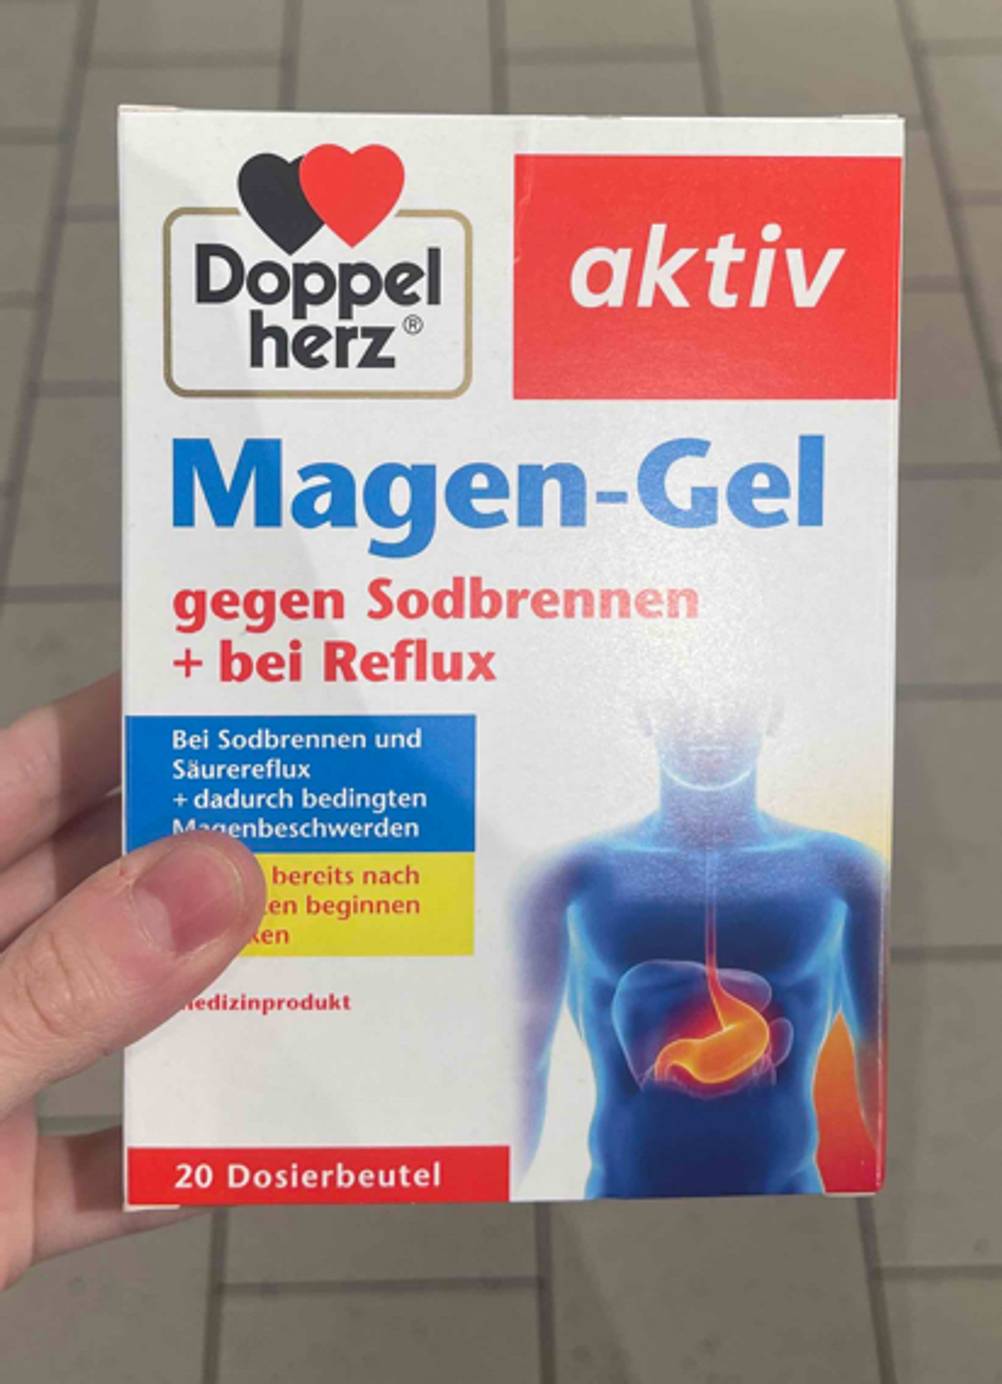 Doppel
herz®
aktiv
Magen-Gel
gegen Sodbrennen
+ bei Reflux
Bei Sodbrennen und
Säurereflux
+ dadurch bedingten
Magenbeschwerden
bereits nach
beginnen
Medizinprodukt
20 Dosierbeutel